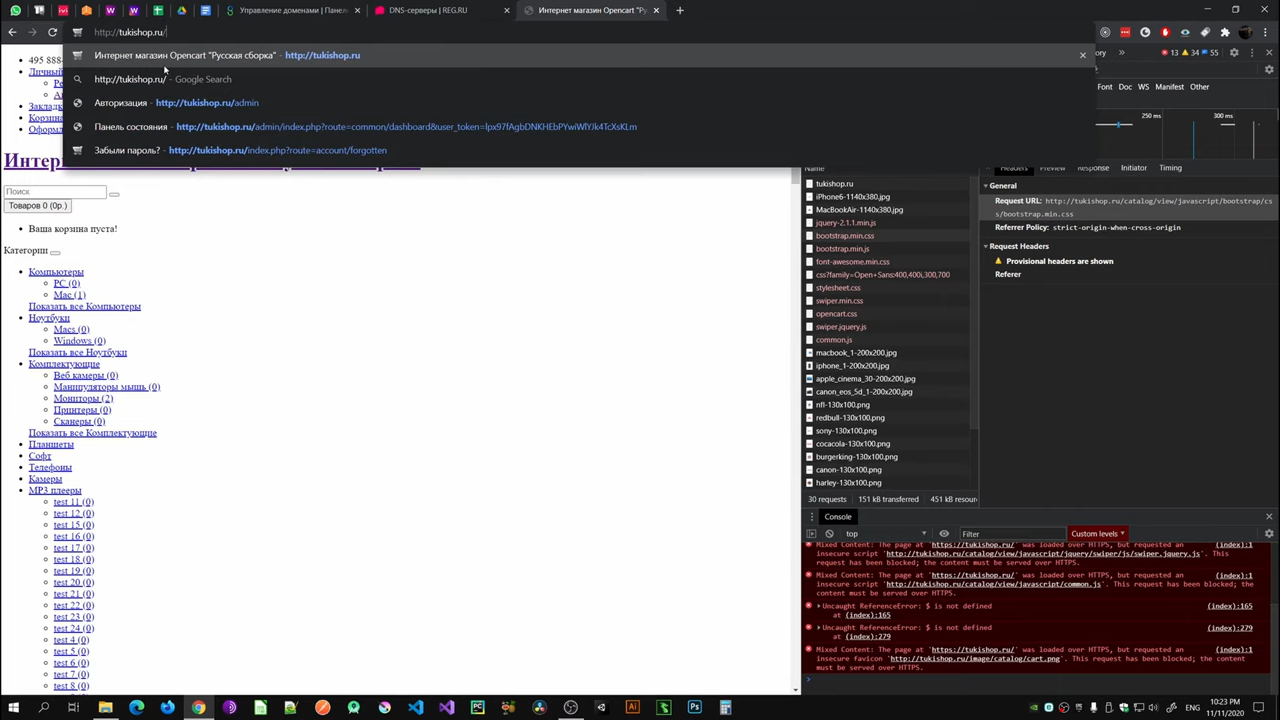 Управление доменами | Панел
DNS-серверы | REG.RU
Интернет магазин Opencart "Русск
http://tukishop.ru/
Интернет магазин Opencart "Русская сборка" - http://tukishop.ru
http://tukishop.ru/ - Google Search
Авторизация - http://tukishop.ru/admin
Забыли пароль? - http://tukishop.ru/index.php?route=account/forgotten
13 34 55
Font Doc WS Manifest Other
250 ms 300 ms
495 888
Личный
Ре
Заклад
Корзина
Оформл
Интер
Поиск
Товаров 0 (0р.)
Ваша корзина пуста!
Категории
Компьютеры
PC (0)
Mac (1)
Показать все Компьютеры
Ноутбуки
Macs (0)
Windows (0)
Показать все Ноутбуки
Комплектующие
Веб камеры (0)
Манипуляторы мышь (0)
Мониторы (2)
Принтеры (0)
Сканеры (0)
Показать все Комплектующие
Планшеты
Софт
Телефоны
Камеры
MP3 плееры
test 11 (0)
test 12 (0)
test 15 (0)
test 16 (0)
test 17 (0)
test 18 (0)
test 19 (0)
test 20 (0)
test 21 (0)
test 22 (0)
test 23 (0)
test 24 (0)
test 4 (0)
test 5 (0)
test 6 (0)
test 7 (0)
test 8 (0)
Name
tukishop.ru
iPhone6-1140x380.jpg
MacBookAir-1140x380.jpg
jquery-2.1.1.min.js
bootstrap.min.css
bootstrap.min.js
font-awesome.min.css
css?family=Open+Sans:400,400i,300,700
stylesheet.css
swiper.min.css
opencart.css
swiper.jquery.js
common.js
macbook_1-200x200.jpg
iphone_1-200x200.jpg
apple_cinema_30-200x200.jpg
canon_eos_5d_1-200x200.jpg
nfl-130x100.png
redbull-130x100.png
sony-130x100.png
cocacola-130x100.png
burgerking-130x100.png
canon-130x100.png
harley-130x100.png
30 requests 151 kB transferred 451 kB resour
Headers Preview Response Initiator Timing
General
Request URL: http://tukishop.ru/catalog/view/javascript/bootstrap/cs
s/bootstrap.min.css
Referrer Policy: strict-origin-when-cross-origin
Request Headers
Provisional headers are shown
Referer
Console
top Filter Custom levels
Mixed Content: The page at 'https://tukishop.ru/' was loaded over HTTPS, but requested an (index):1
insecure script 'http://tukishop.ru/catalog/view/javascript/jquery/swiper/js/swiper.jquery.js'. This
request has been blocked; the content must be served over HTTPS.
Mixed Content: The page at 'https://tukishop.ru/' was loaded over HTTPS, but requested an (index):1
insecure script 'http://tukishop.ru/catalog/view/javascript/common.js'. This request has been blocked; the
content must be served over HTTPS.
Uncaught ReferenceError: $ is not defined (index):165
at (index):165
Uncaught ReferenceError: $ is not defined (index):279
at (index):279
Mixed Content: The page at 'https://tukishop.ru/' was loaded over HTTPS, but requested an (index):1
insecure favicon 'http://tukishop.ru/image/catalog/cart.png'. This request has been blocked; the content
must be served over HTTPS.
ENG
10:23 PM
11/11/2020